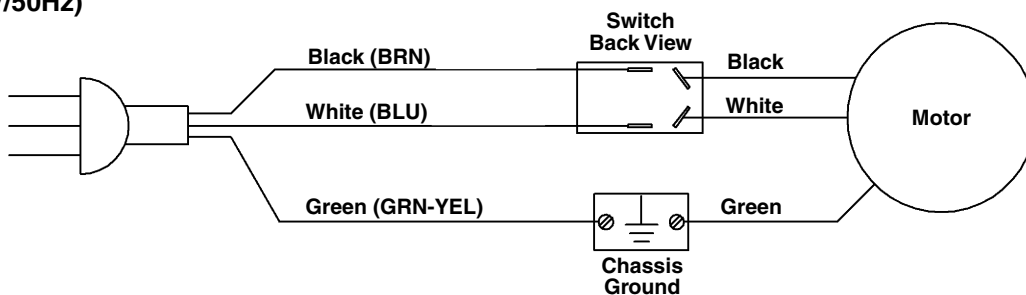 /50Hz)
Switch
Back View
Black (BRN)
Black
White (BLU)
White
Motor
Green (GRN-YEL)
Green
Chassis
Ground